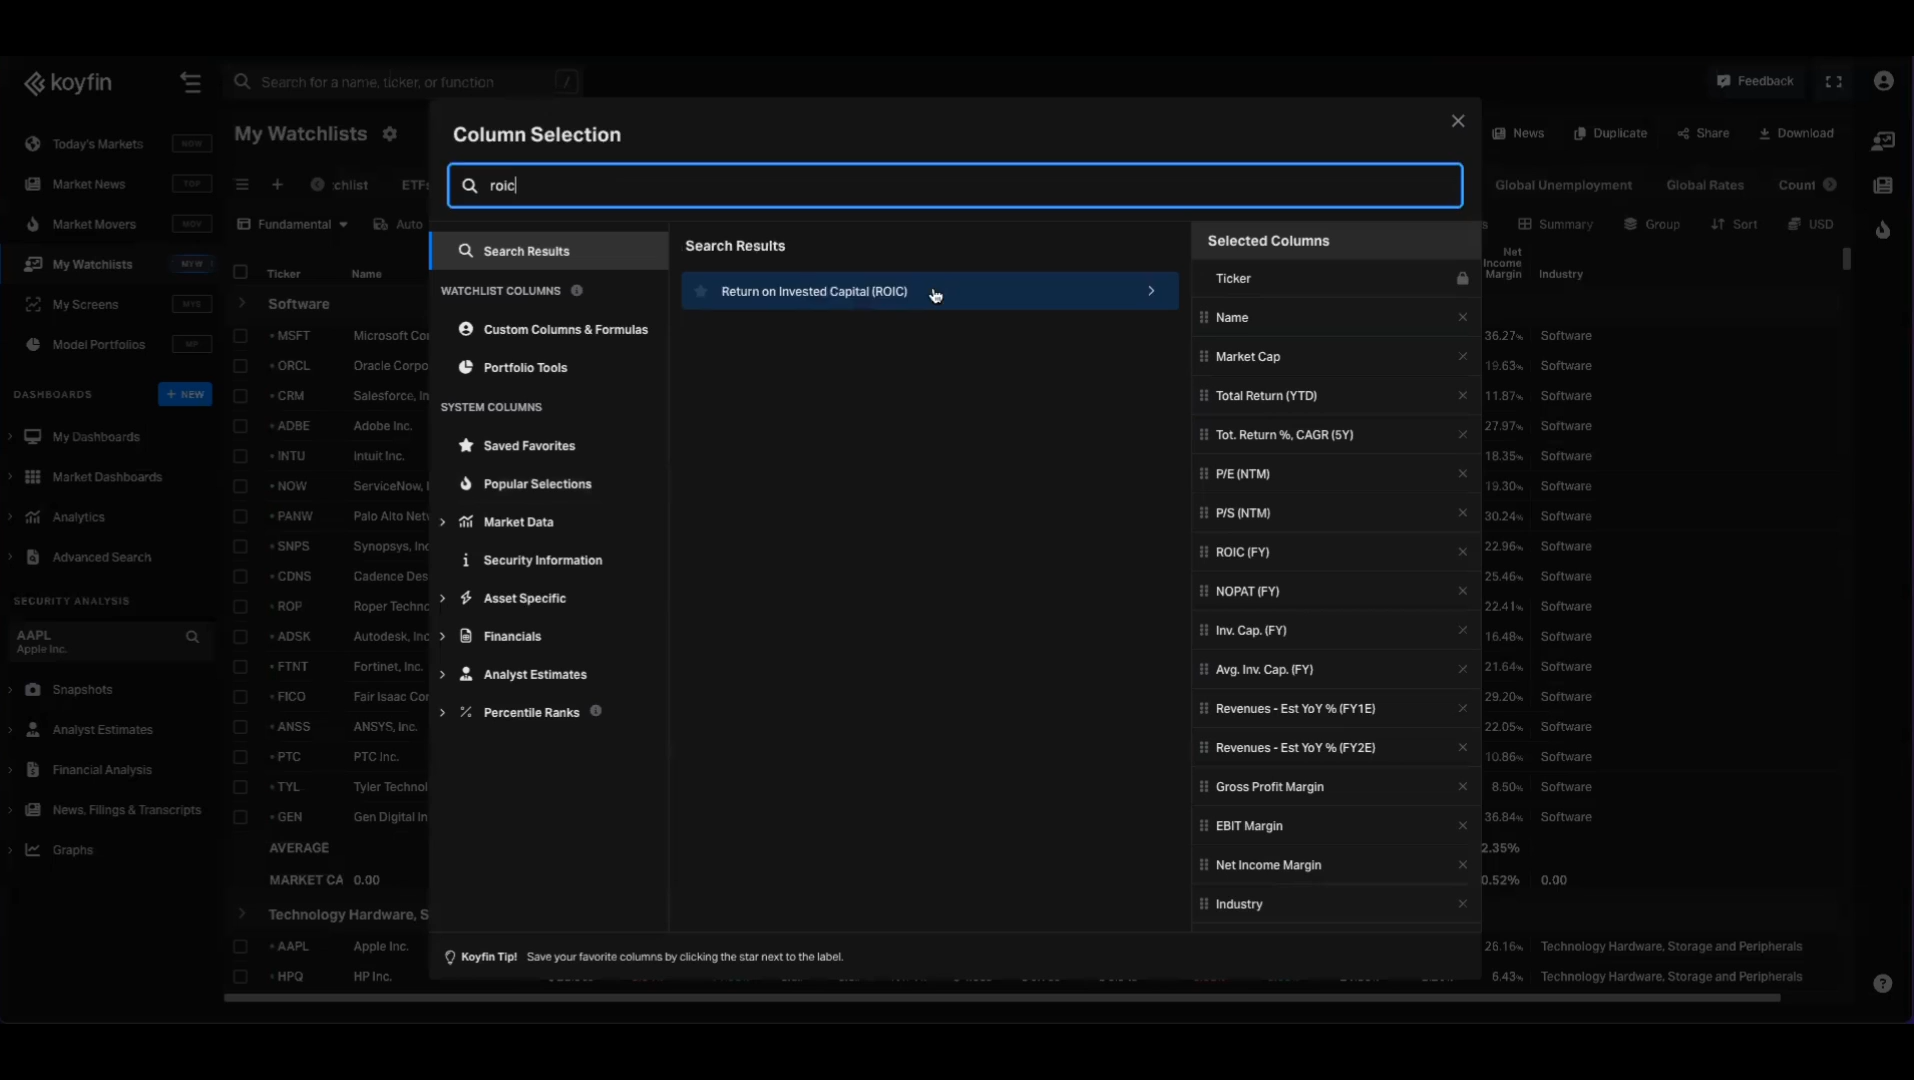 koyfin
Search for a name, ticker, or function
/
Feedback
Today's Markets
NOW
Market News
TOP
Market Movers
MOV
My Watchlists
MYW
My Screens
MYS
Model Portfolios
MP
DASHBOARDS
+ NEW
My Dashboards
Market Dashboards
Analytics
Advanced Search
SECURITY ANALYSIS
AAPL
Apple Inc.
Snapshots
Analyst Estimates
Financial Analysis
News, Filings & Transcripts
Graphs
My Watchlists
News
Duplicate
Share
Download
chlist
ETFs
Global Unemployment
Global Rates
Count
Fundamental
Auto
Summary
Group
Sort
USD
Ticker
Name
Net Income Margin
Industry
Software
MSFT Microsoft Cor 36.27% Software
ORCL Oracle Corpo 19.63% Software
CRM Salesforce, In 11.87% Software
ADBE Adobe Inc. 27.97% Software
INTU Intuit Inc. 18.35% Software
NOW ServiceNow, I 19.30% Software
PANW Palo Alto Netw 30.24% Software
SNPS Synopsys, Inc 22.96% Software
CDNS Cadence Des 25.46% Software
ROP Roper Techno 22.41% Software
ADSK Autodesk, Inc 16.48% Software
FTNT Fortinet, Inc. 21.64% Software
FICO Fair Isaac Cor 29.20% Software
ANSS ANSYS, Inc. 22.05% Software
PTC PTC Inc. 10.86% Software
TYL Tyler Technol 8.50% Software
GEN Gen Digital In 36.84% Software
AVERAGE 2.35%
MARKET CA 0.00 0.52% 0.00
Technology Hardware, S
AAPL Apple Inc. 26.16% Technology Hardware, Storage and Peripherals
HPQ HP Inc. 6.43% Technology Hardware, Storage and Peripherals
Column Selection
roic
Search Results
WATCHLIST COLUMNS
Custom Columns & Formulas
Portfolio Tools
SYSTEM COLUMNS
Saved Favorites
Popular Selections
Market Data
Security Information
Asset Specific
Financials
Analyst Estimates
Percentile Ranks
Search Results
Return on Invested Capital (ROIC)
Selected Columns
Ticker
Name
Market Cap
Total Return (YTD)
Tot. Return %, CAGR (5Y)
P/E (NTM)
P/S (NTM)
ROIC (FY)
NOPAT (FY)
Inv. Cap. (FY)
Avg. Inv. Cap. (FY)
Revenues - Est YoY % (FY1E)
Revenues - Est YoY % (FY2E)
Gross Profit Margin
EBIT Margin
Net Income Margin
Industry
Koyfin Tip! Save your favorite columns by clicking the star next to the label.